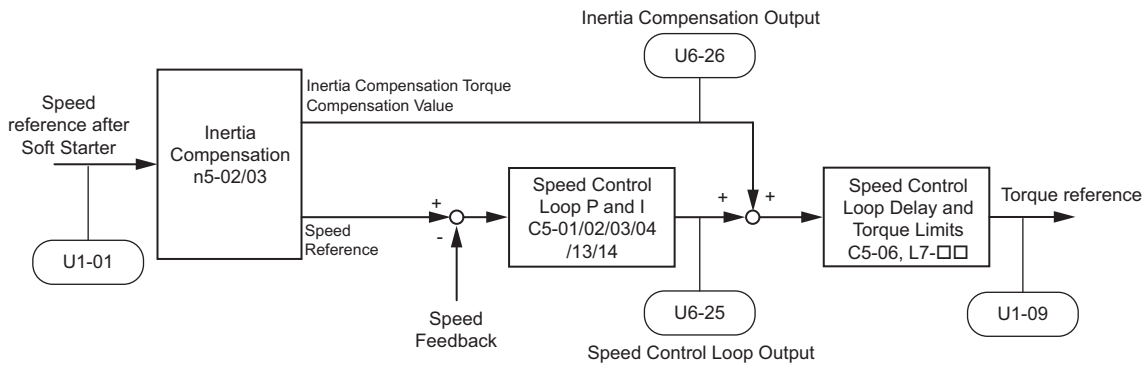 Inertia Compensation Output
U6-26
Inertia Compensation Torque
Compensation Value
Speed
reference after
Soft Starter
Inertia
Compensation
n5-02/03
U1-01
+
-
Speed
Reference
Speed
Feedback
Speed Control
Loop P and I
C5-01/02/03/04
/13/14
+
+
U6-25
Speed Control Loop Output
Speed Control
Loop Delay and
Torque Limits
C5-06, L7-□□
Torque reference
U1-09